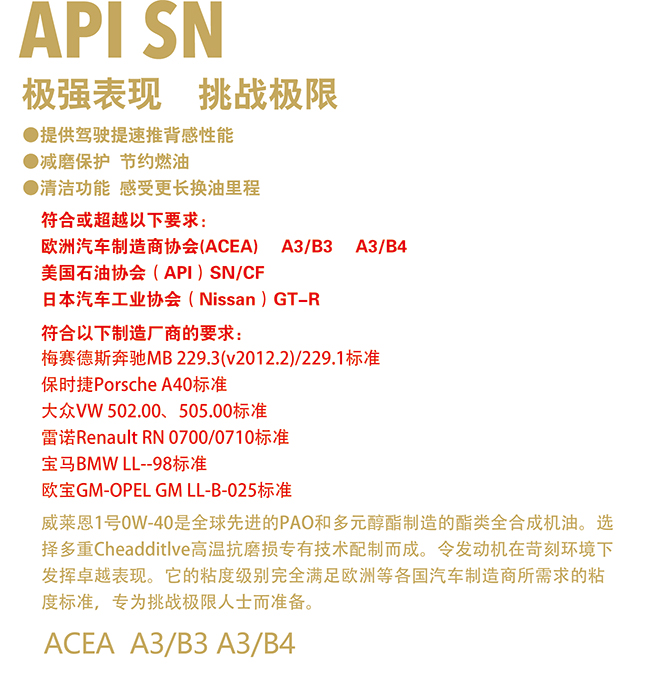 API SN
极强表现 挑战极限
●提供驾驶提速推背感性能
●减磨保护 节约燃油
●清洁功能 感受更长换油里程
符合或超越以下要求：
欧洲汽车制造商协会(ACEA) A3/B3 A3/B4
美国石油协会（API）SN/CF
日本汽车工业协会（Nissan）GT-R
符合以下制造厂商的要求：
梅赛德斯奔驰MB 229.3(v2012.2)/229.1标准
保时捷Porsche A40标准
大众VW 502.00、505.00标准
雷诺Renault RN 0700/0710标准
宝马BMW LL--98标准
欧宝GM-OPEL GM LL-B-025标准
威莱恩1号0W-40是全球先进的PAO和多元醇酯制造的酯类全合成机油。选
择多重Cheadditlve高温抗磨损专有技术配制而成。令发动机在苛刻环境下
发挥卓越表现。它的粘度级别完全满足欧洲等各国汽车制造商所需求的粘
度标准，专为挑战极限人士而准备。
ACEA A3/B3 A3/B4